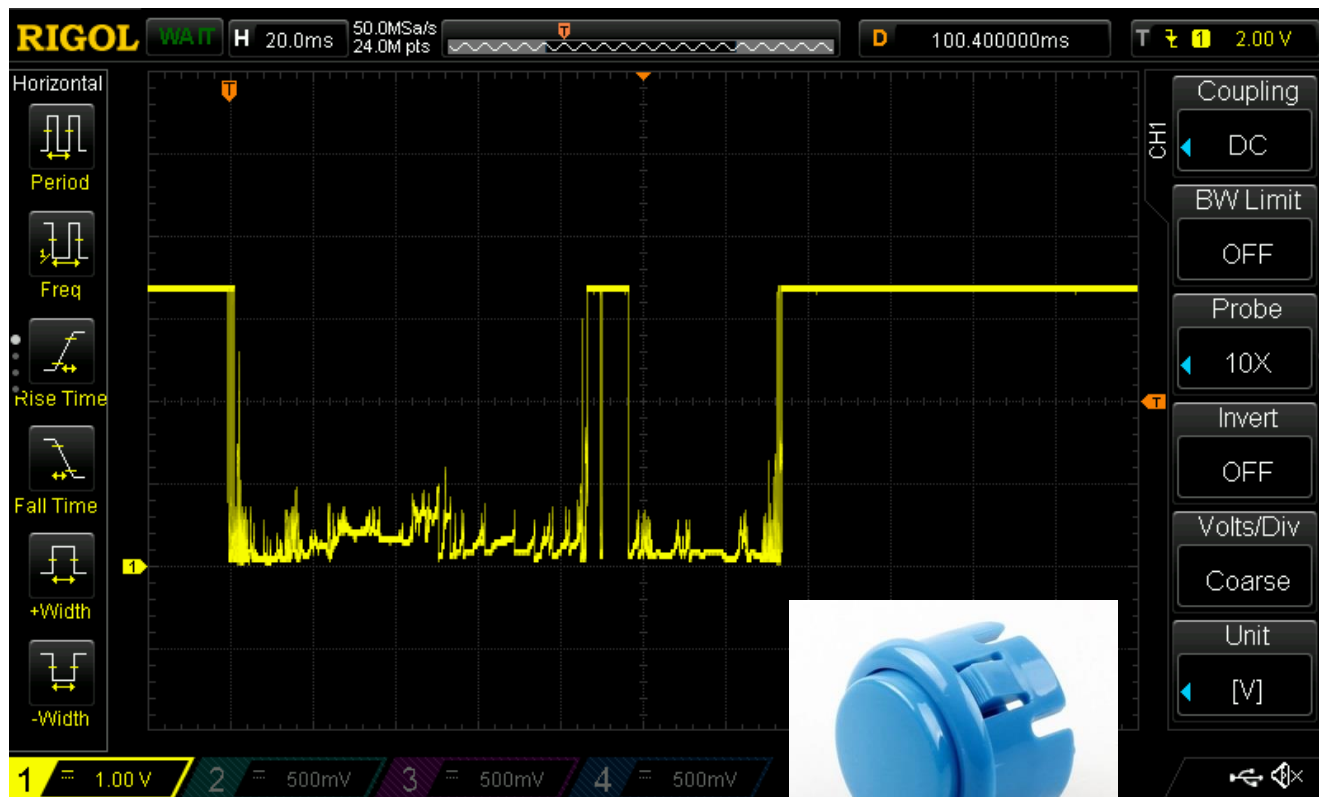 RIGOL WAIT H 20.0ms 50.0MSa/s D 100.400000ms T 1 2.00 V
24.0M pts
T
Horizontal
Period
Freq
Rise Time
Fall Time
+Width
-Width
T
1
CH1
Coupling
DC
BW Limit
OFF
Probe
10X
Invert
OFF
Volts/Div
Coarse
Unit
[V]
T
1 1.00 V 2 500mV 3 500mV 4 500mV